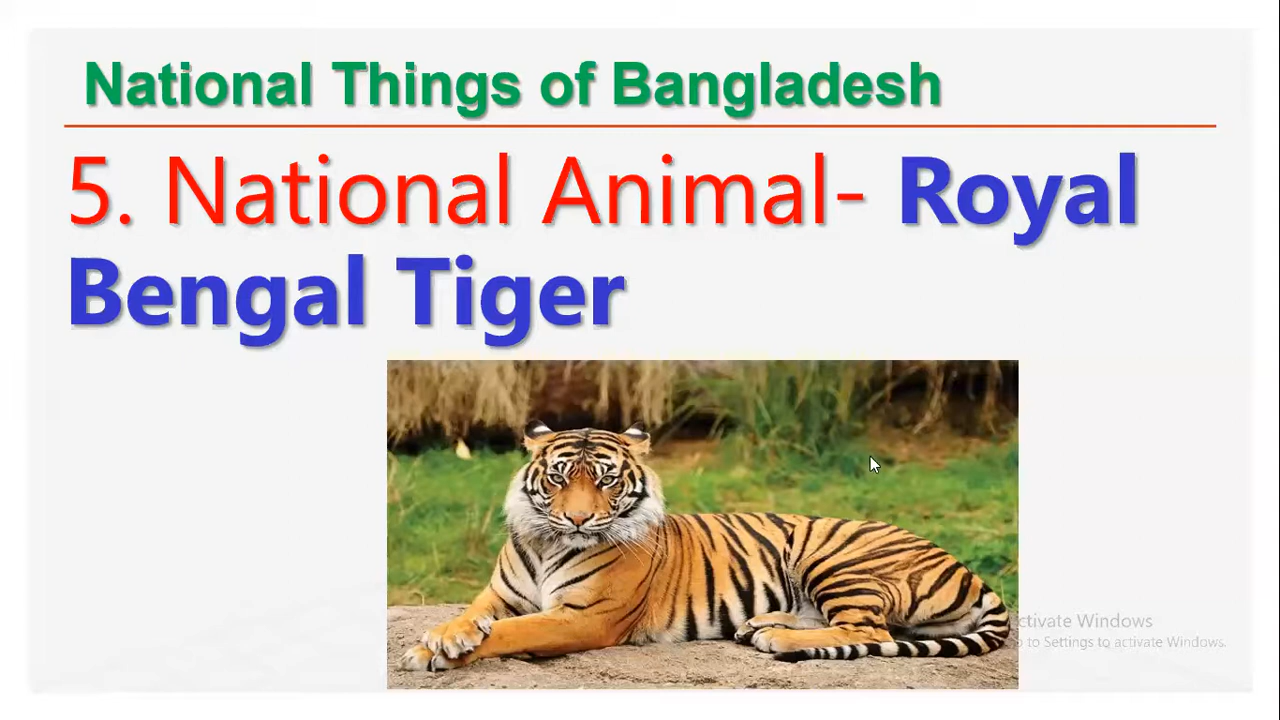 National Things of Bangladesh
5. National Animal- Royal
Bengal Tiger
ctivate Windows
o to Settings to activate Windows.